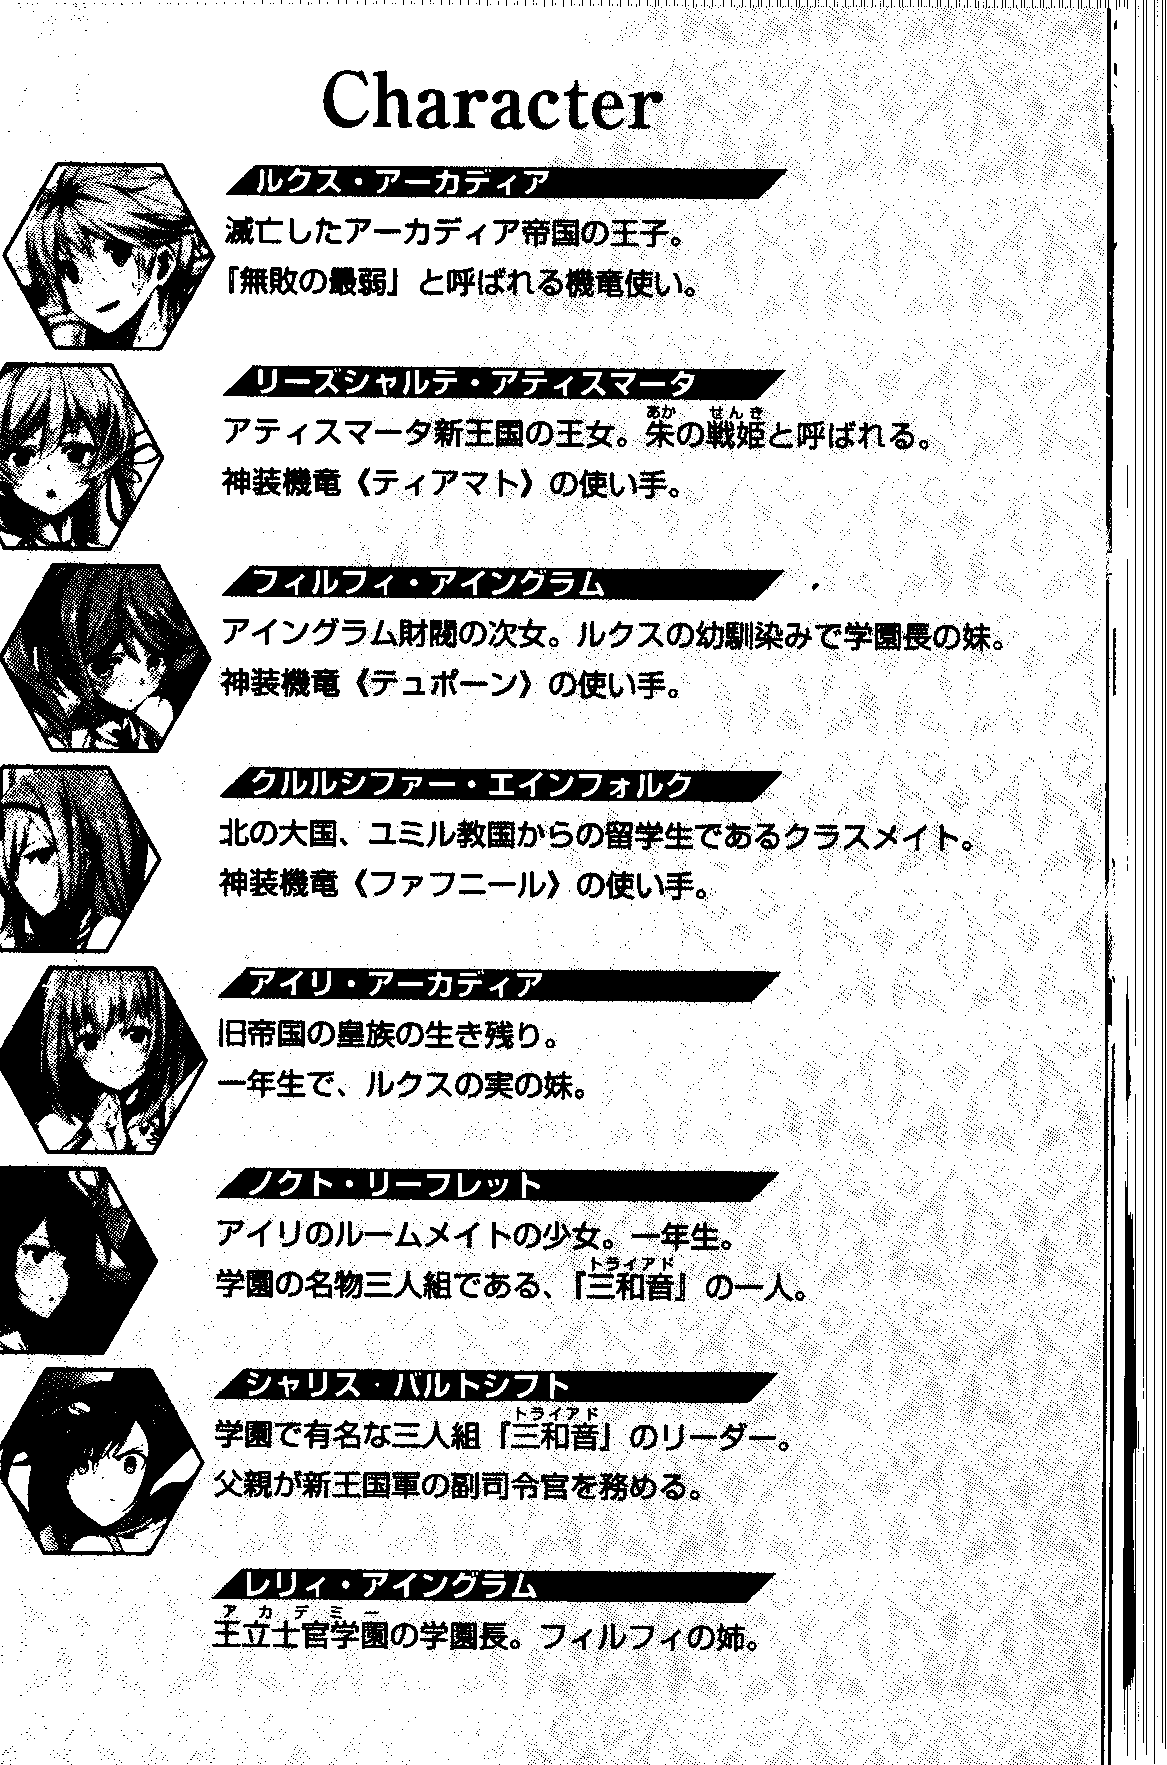 Character
ルクス・アーカディア
滅亡したアーカディア帝国の王子。
『無敗の最弱』と呼ばれる機竜使い。
リーズシャルテ・アティスマータ
あか せんき
アティスマータ新王国の王女。朱の戦姫と呼ばれる。
神装機竜《ティアマト》の使い手。
フィルフィ・アイングラム
アイングラム財閥の次女。ルクスの幼馴染みで学園長の妹。
神装機竜《テュポーン》の使い手。
クルルシファー・エインフォルク
北の大国、ユミル教国からの留学生であるクラスメイト。
神装機竜《ファフニール》の使い手。
アイリ・アーカディア
旧帝国の皇族の生き残り。
一年生で、ルクスの実の妹。
ノクト・リーフレット
アイリのルームメイトの少女。一年生。
トライアド
学園の名物三人組である、『三和音』の一人。
シャリス・バルトシフト
トライアド
学園で有名な三人組『三和音』のリーダー。
父親が新王国軍の副司令官を務める。
レリィ・アイングラム
アカデミー
王立士官学園の学園長。フィルフィの姉。